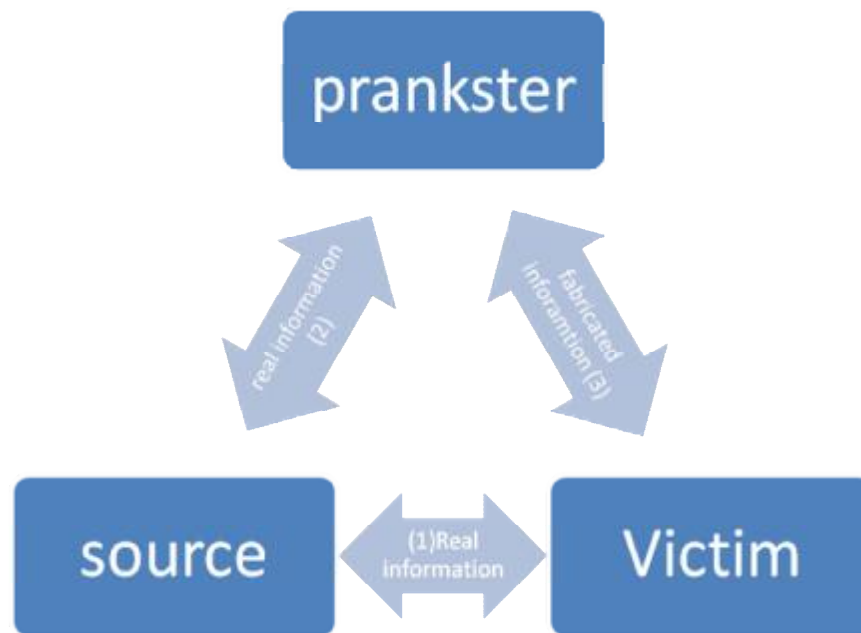 prankster
real information
(2)
fabricated
inforamtion (3)
source
(1)Real
information
Victim